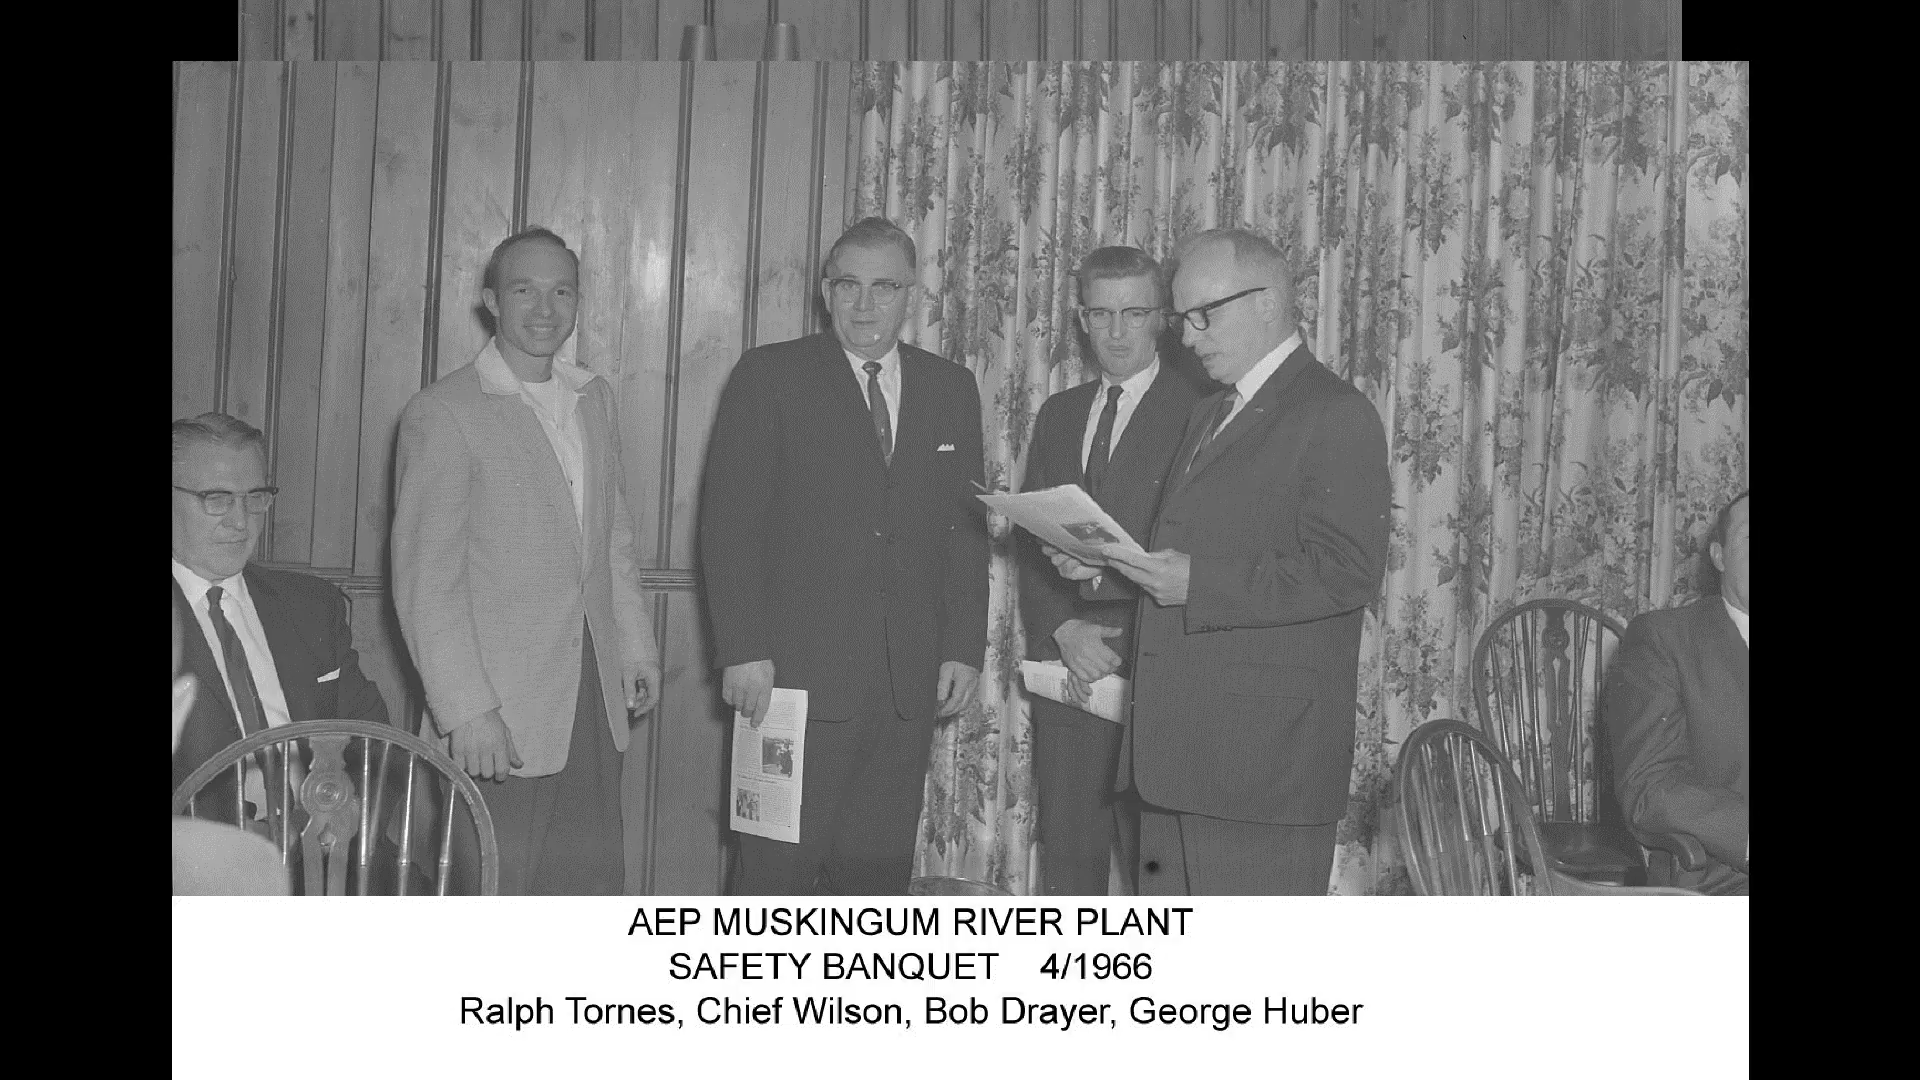 AEP MUSKINGUM RIVER PLANT
SAFETY BANQUET 4/1966
Ralph Tornes, Chief Wilson, Bob Drayer, George Huber